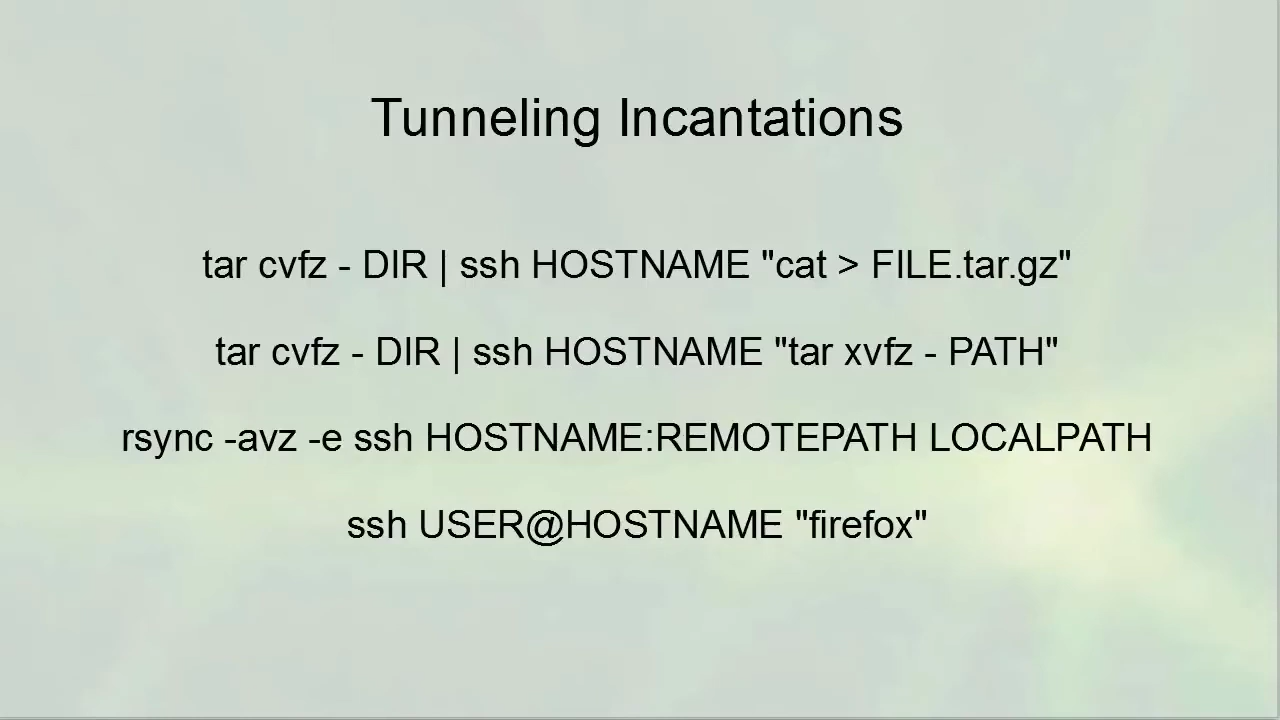 Tunneling Incantations
tar cvfz - DIR | ssh HOSTNAME "cat > FILE.tar.gz"
tar cvfz - DIR | ssh HOSTNAME "tar xvfz - PATH"
rsync -avz -e ssh HOSTNAME:REMOTEPATH LOCALPATH
ssh USER@HOSTNAME "firefox"